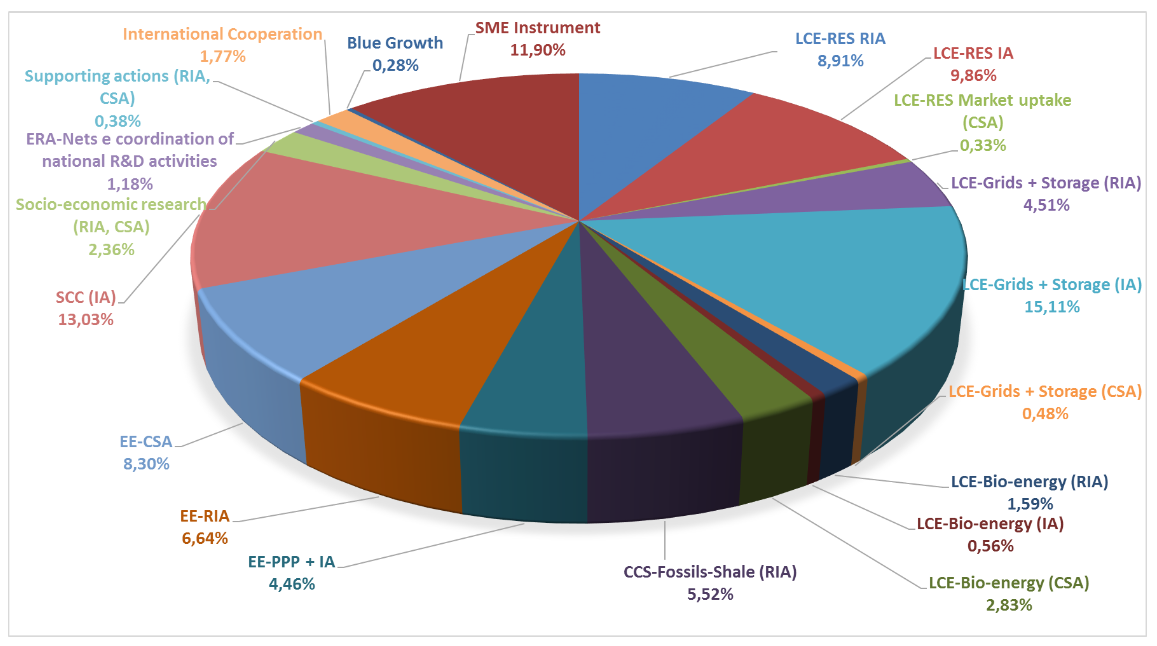 SME Instrument
11,90%
LCE-RES RIA
8,91%
LCE-RES IA
9,86%
LCE-RES Market uptake
(CSA)
0,33%
LCE-Grids + Storage (RIA)
4,51%
LCE-Grids + Storage (IA)
15,11%
LCE-Grids + Storage (CSA)
0,48%
LCE-Bio-energy (RIA)
1,59%
LCE-Bio-energy (IA)
0,56%
LCE-Bio-energy (CSA)
2,83%
CCS-Fossils-Shale (RIA)
5,52%
EE-PPP + IA
4,46%
EE-RIA
6,64%
EE-CSA
8,30%
SCC (IA)
13,03%
Socio-economic research
(RIA, CSA)
2,36%
ERA-Nets e coordination of
national R&D activities
1,18%
Supporting actions (RIA,
CSA)
0,38%
International Cooperation
1,77%
Blue Growth
0,28%